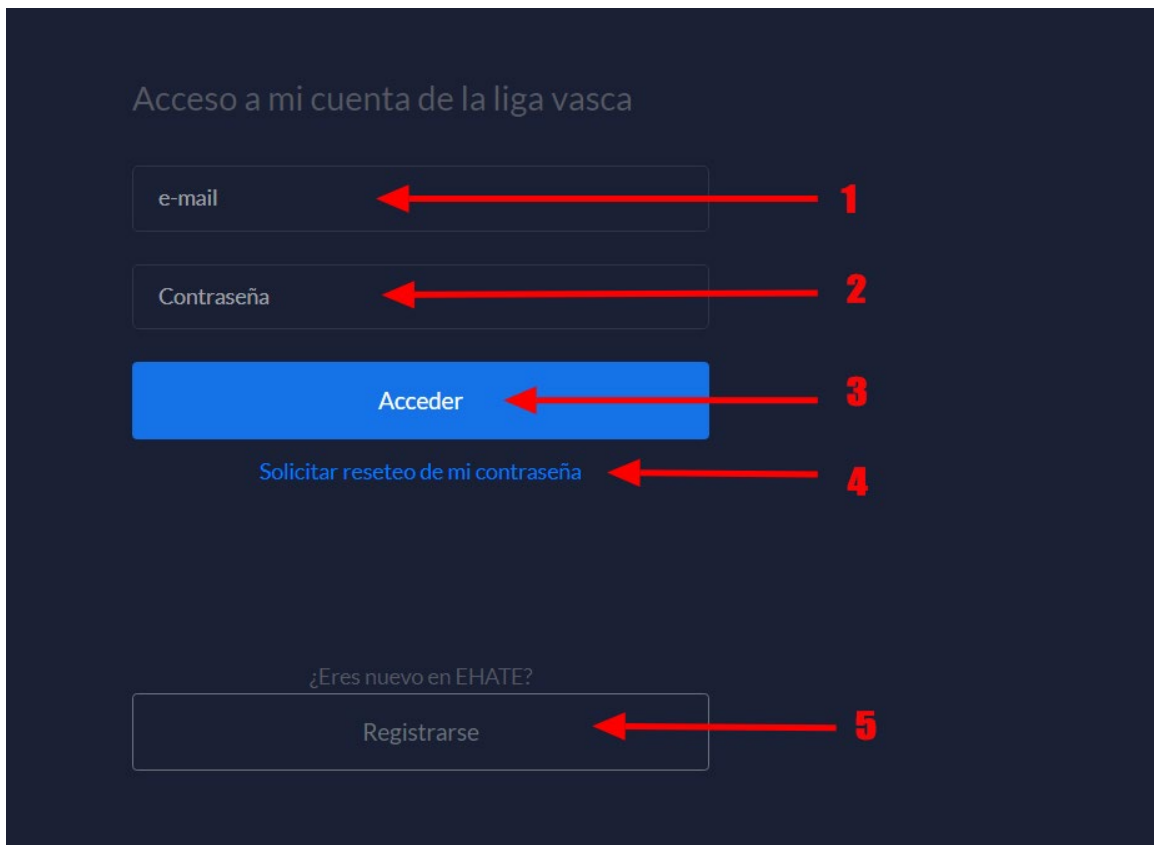 Acceso a mi cuenta de la liga vasca
e-mail 1
Contraseña 2
Acceder 3
Solicitar reseteo de mi contraseña 4
¿Eres nuevo en EHATE?
Registrarse 5